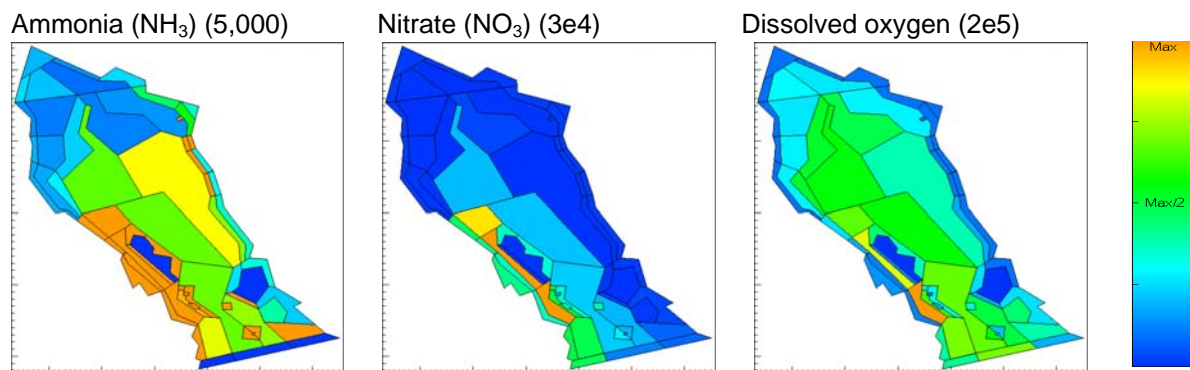 Ammonia (NH₃) (5,000)
Nitrate (NO₃) (3e4)
Dissolved oxygen (2e5)
Max
Max/2